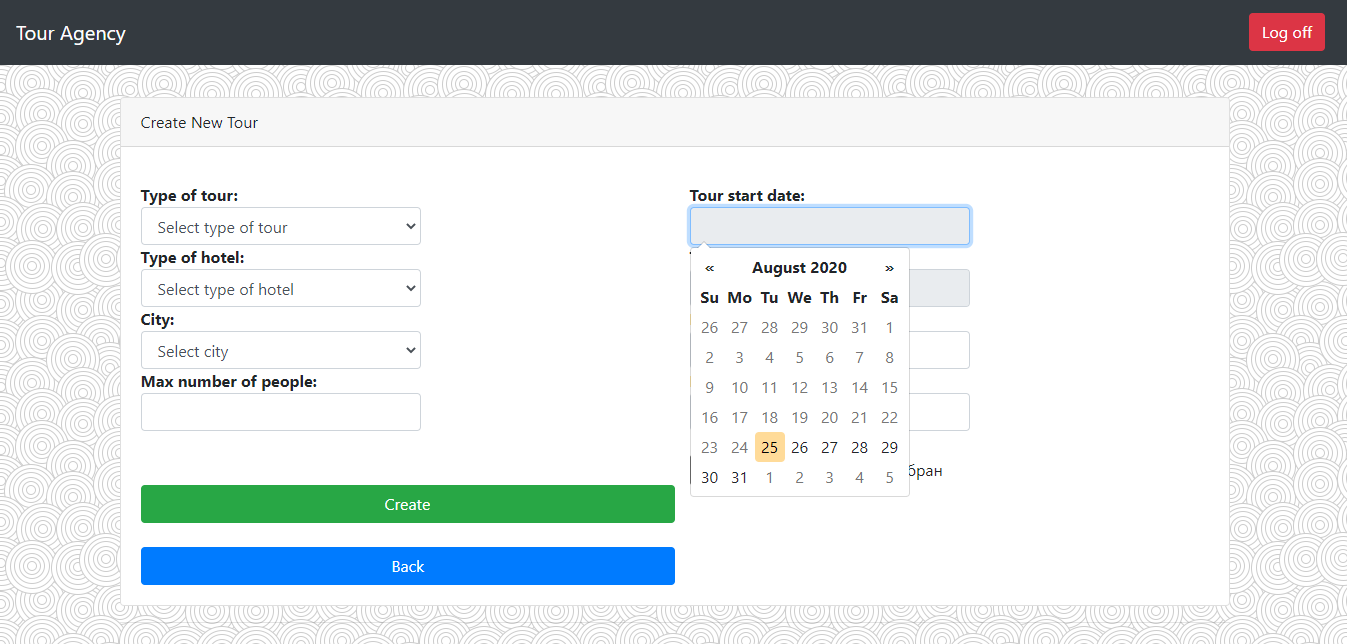 Tour Agency
Log off
Create New Tour
Type of tour:
Select type of tour
Type of hotel:
Select type of hotel
City:
Select city
Max number of people:
Create
Back
Tour start date:
« August 2020 »
Su Mo Tu We Th Fr Sa
26 27 28 29 30 31 1
2 3 4 5 6 7 8
9 10 11 12 13 14 15
16 17 18 19 20 21 22
23 24 25 26 27 28 29
30 31 1 2 3 4 5
бран